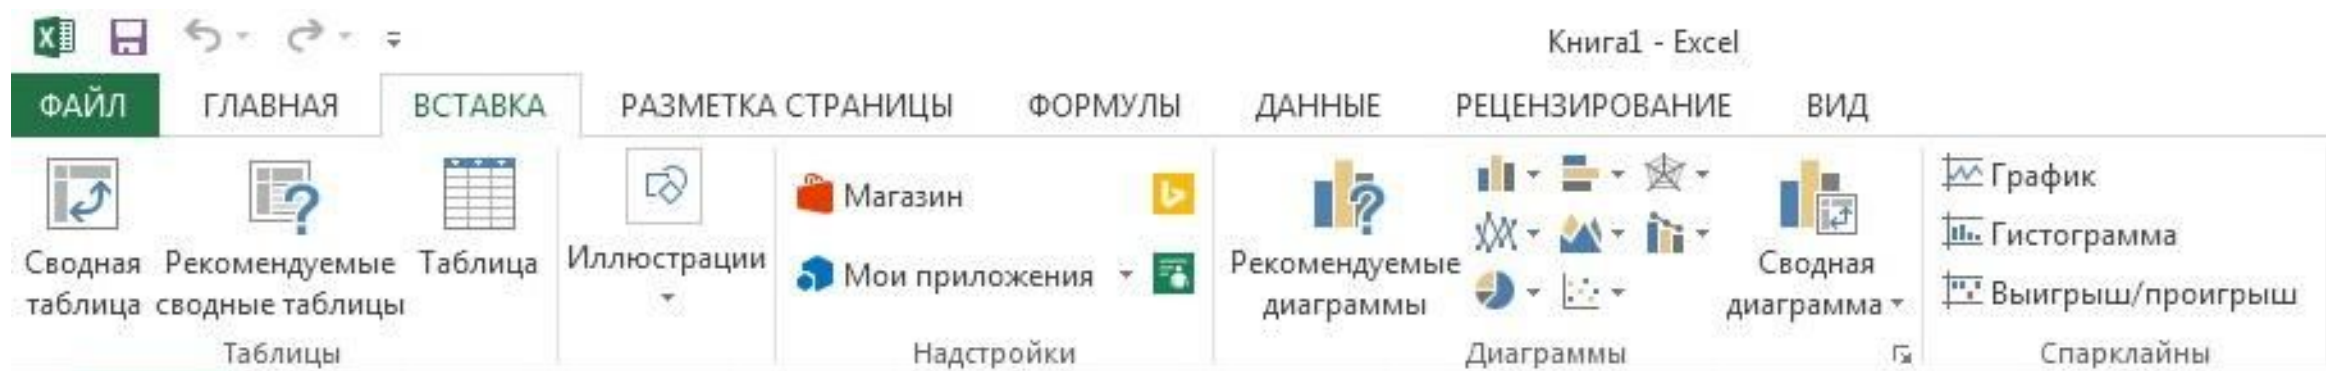 Книга1 - Excel
ФАЙЛ ГЛАВНАЯ ВСТАВКА РАЗМЕТКА СТРАНИЦЫ ФОРМУЛЫ ДАННЫЕ РЕЦЕНЗИРОВАНИЕ ВИД
Сводная
таблица
Рекомендуемые
сводные таблицы
Таблица
Таблицы
Иллюстрации
Магазин
Мои приложения
Надстройки
Рекомендуемые
диаграммы
Сводная
диаграмма
Диаграммы
График
Гистограмма
Выигрыш/проигрыш
Спарклайны